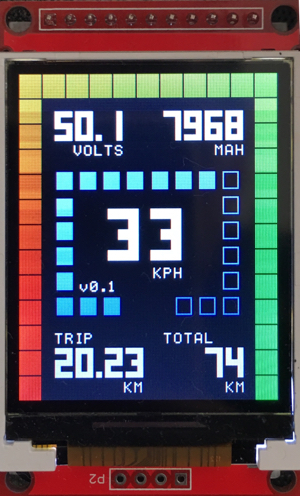 50.1 7968
VOLTS MAH
33
KPH
v0.1
TRIP TOTAL
20.23 74
KM KM
P2